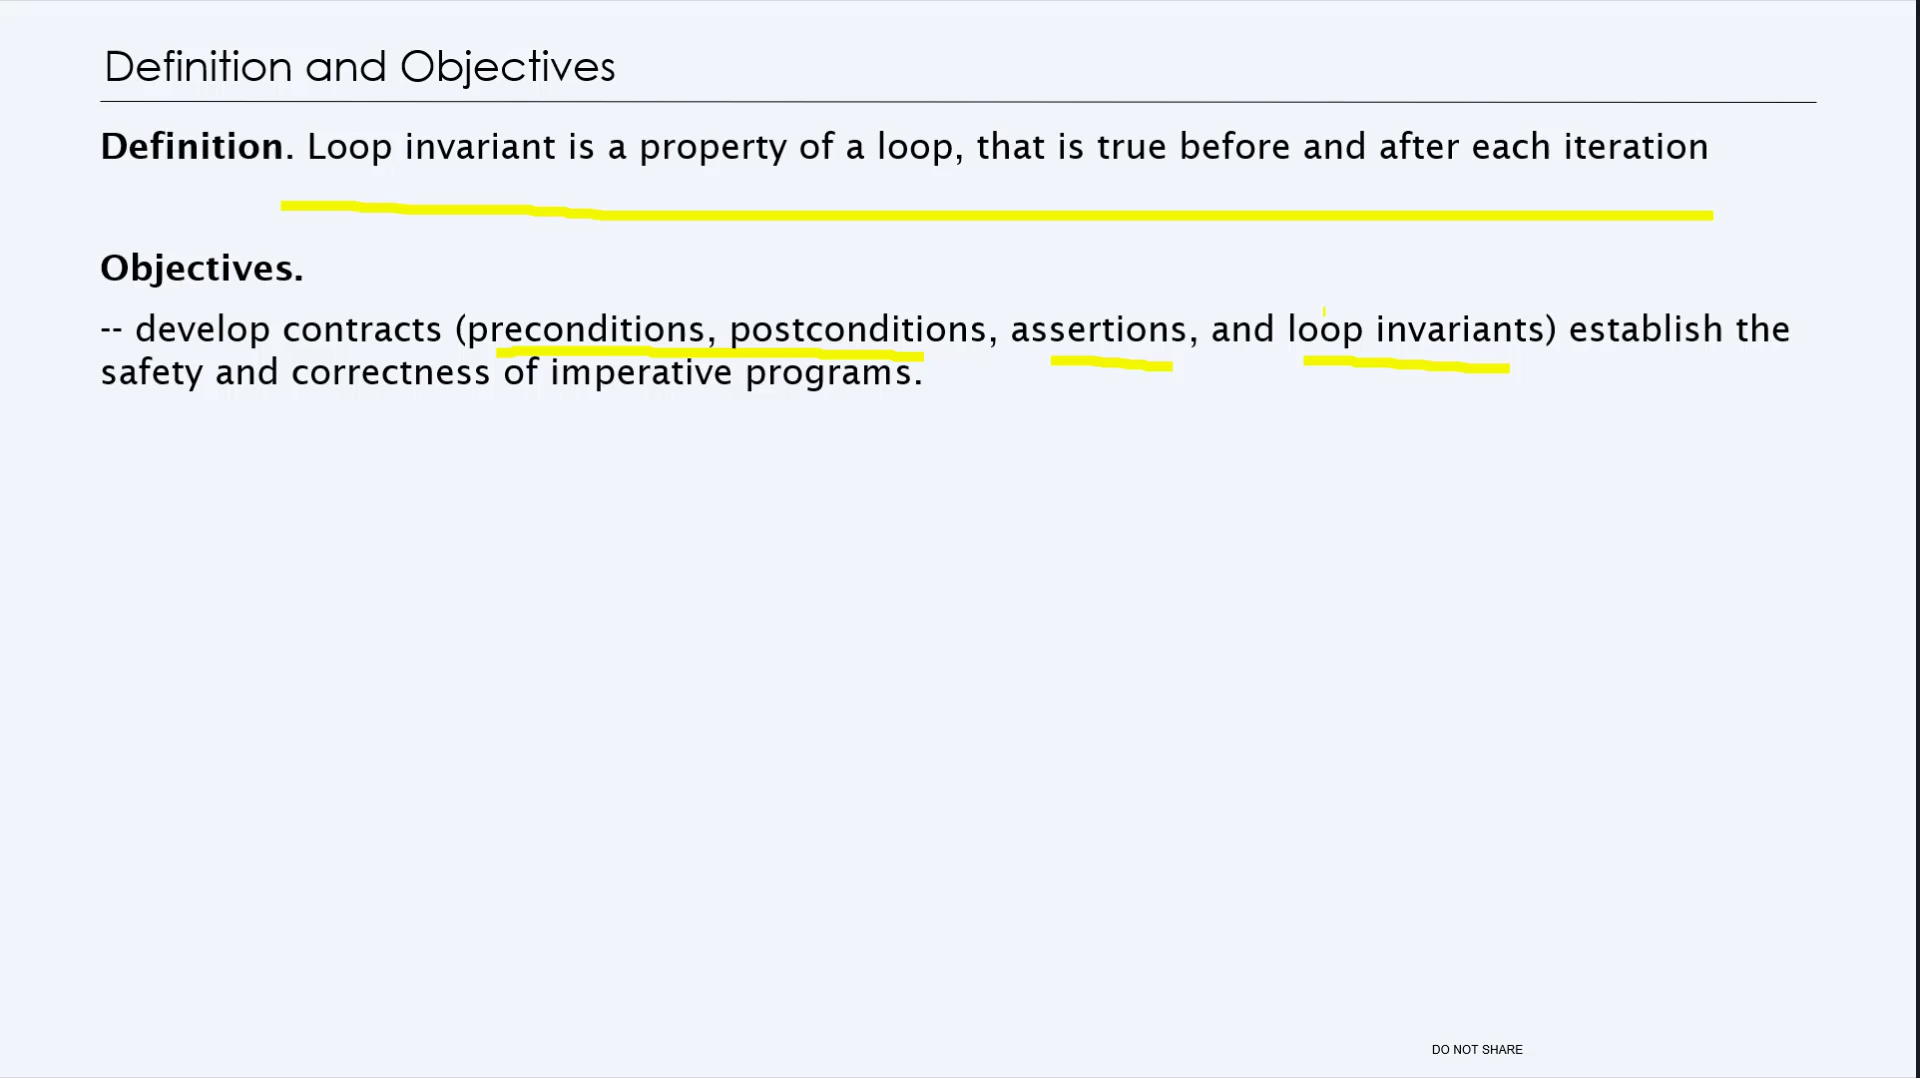 Definition and Objectives
Definition. Loop invariant is a property of a loop, that is true before and after each iteration
Objectives.
-- develop contracts (preconditions, postconditions, assertions, and loop invariants) establish the
safety and correctness of imperative programs.
DO NOT SHARE